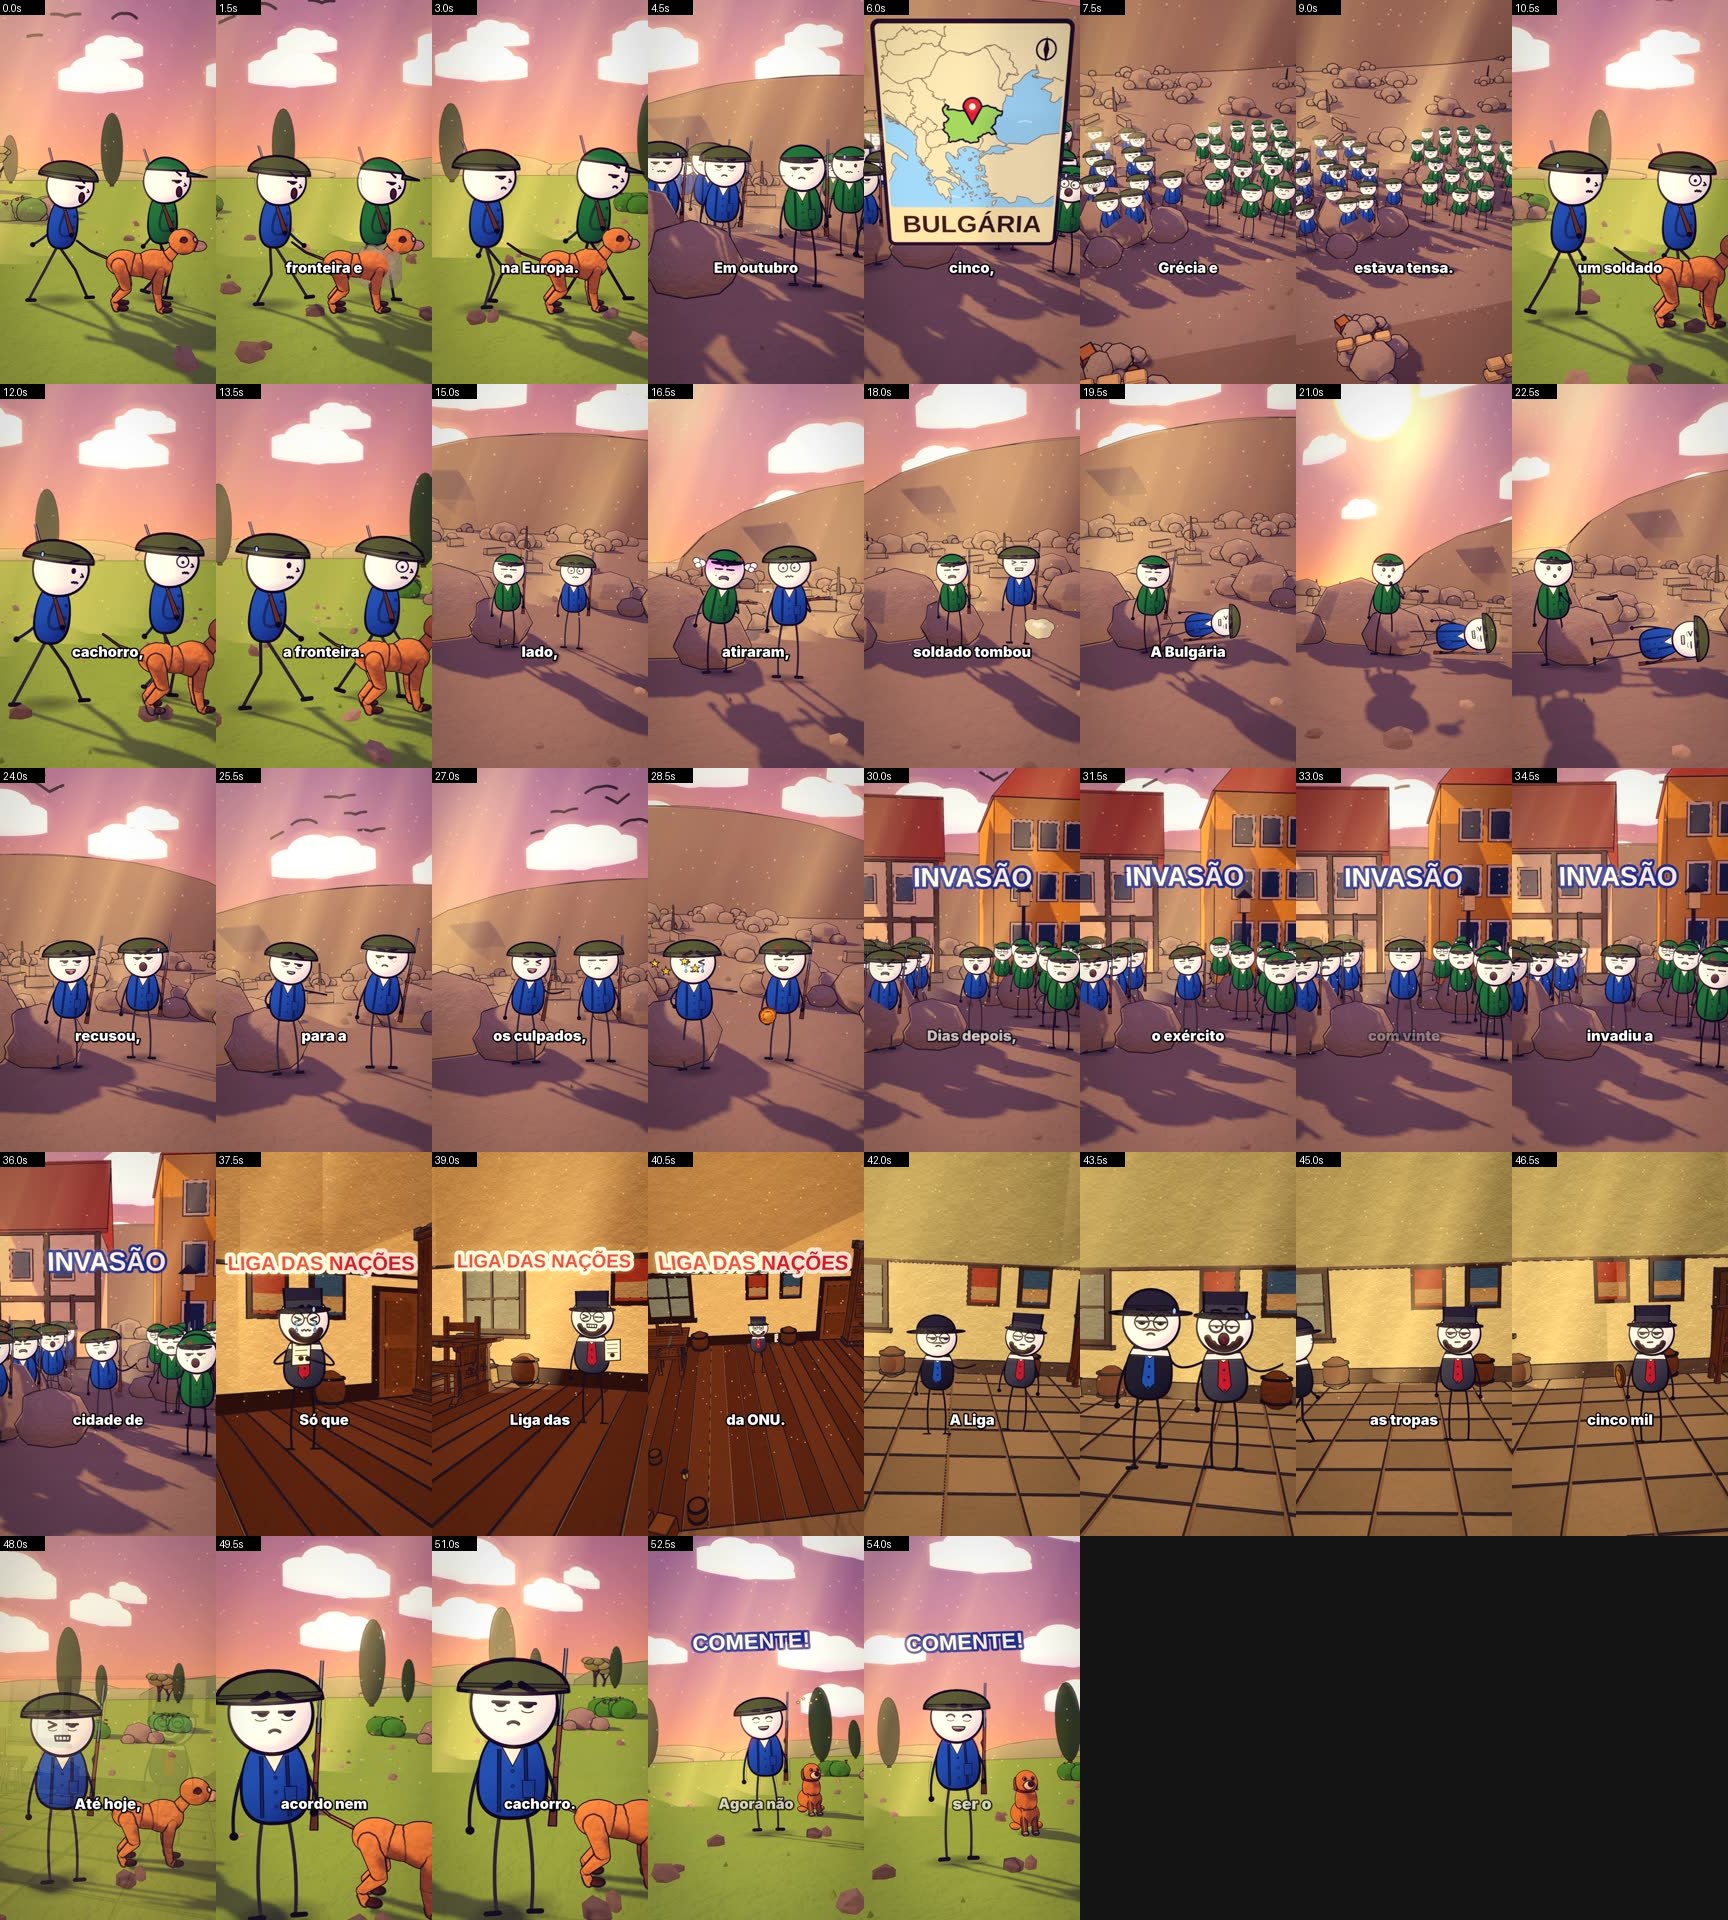 0.0s
1.5s
fronteira e
3.0s
na Europa.
4.5s
Em outubro
6.0s
BULGÁRIA
cinco,
7.5s
Grécia e
9.0s
estava tensa.
10.5s
um soldado
12.0s
cachorro,
13.5s
a fronteira.
15.0s
lado,
16.5s
atiraram,
18.0s
soldado tombou
19.5s
A Bulgária
21.0s
22.5s
24.0s
recusou,
25.5s
para a
27.0s
os culpados,
28.5s
30.0s
INVASÃO
Dias depois,
31.5s
INVASÃO
o exército
33.0s
INVASÃO
com vinte
34.5s
INVASÃO
invadiu a
36.0s
INVASÃO
cidade de
37.5s
LIGA DAS NAÇÕES
Só que
39.0s
LIGA DAS NAÇÕES
Liga das
40.5s
LIGA DAS NAÇÕES
da ONU.
42.0s
A Liga
43.5s
45.0s
as tropas
46.5s
cinco mil
48.0s
Até hoje,
49.5s
acordo nem
51.0s
cachorro.
52.5s
COMENTE!
Agora não
54.0s
COMENTE!
ser o